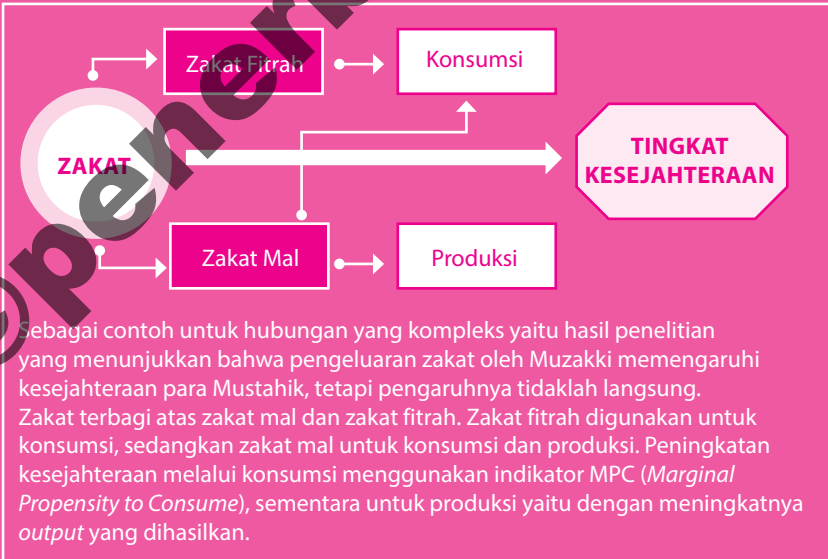 Zakat Fitrah
Konsumsi
ZAKAT
TINGKAT
KESEJAHTERAAN
Zakat Mal
Produksi
Sebagai contoh untuk hubungan yang kompleks yaitu hasil penelitian
yang menunjukkan bahwa pengeluaran zakat oleh Muzakki memengaruhi
kesejahteraan para Mustahik, tetapi pengaruhnya tidaklah langsung.
Zakat terbagi atas zakat mal dan zakat fitrah. Zakat fitrah digunakan untuk
konsumsi, sedangkan zakat mal untuk konsumsi dan produksi. Peningkatan
kesejahteraan melalui konsumsi menggunakan indikator MPC (Marginal
Propensity to Consume), sementara untuk produksi yaitu dengan meningkatnya
output yang dihasilkan.